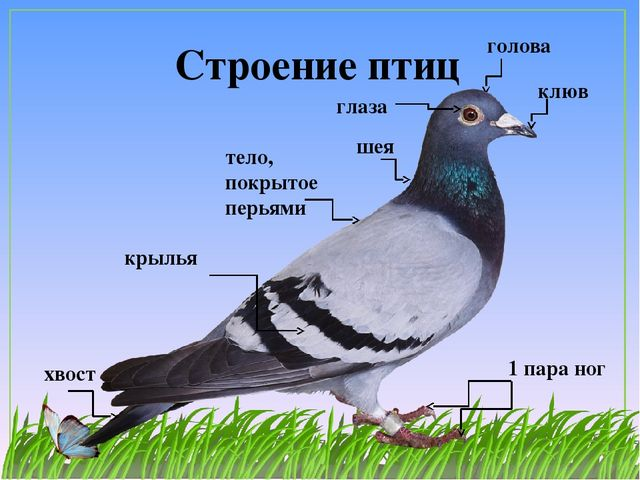 Строение птиц
голова
клюв
глаза
шея
тело,
покрытое
перьями
крылья
хвост
1 пара ног